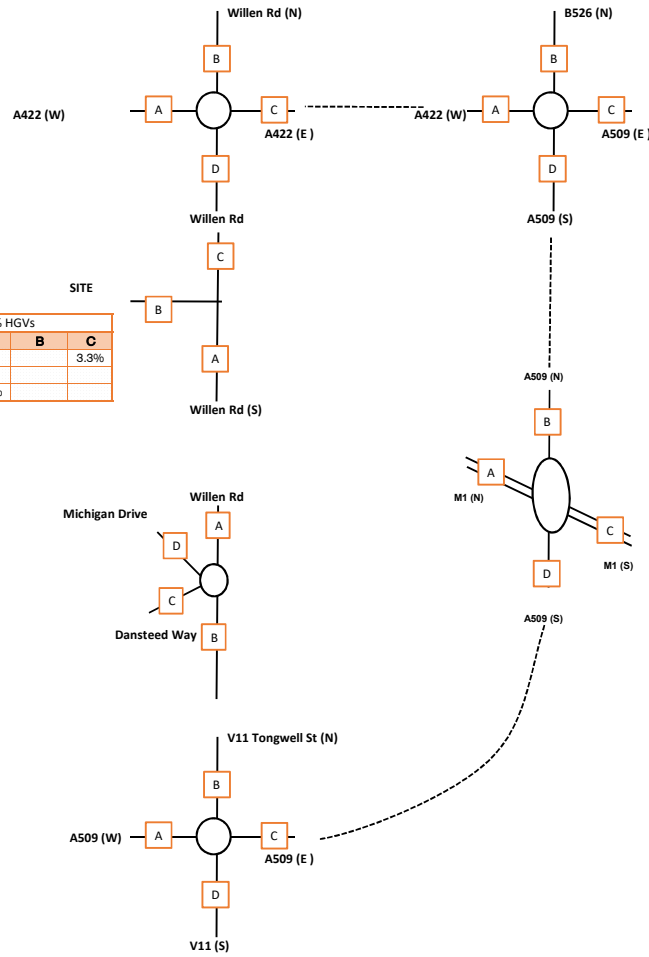 Willen Rd (N)
B526 (N)
B
B
A422 (W)
A
C
A422 (W)
A
C
A422 (E )
A509 (E )
D
D
Willen Rd
A509 (S)
C
SITE
B
HGVs
B
C
3.3%
A
A509 (N)
Willen Rd (S)
B
A
M1 (N)
Willen Rd
Michigan Drive
A
C
D
M1 (S)
D
C
A509 (S)
Dansteed Way
B
V11 Tongwell St (N)
B
A509 (W)
A
C
A509 (E )
D
V11 (S)